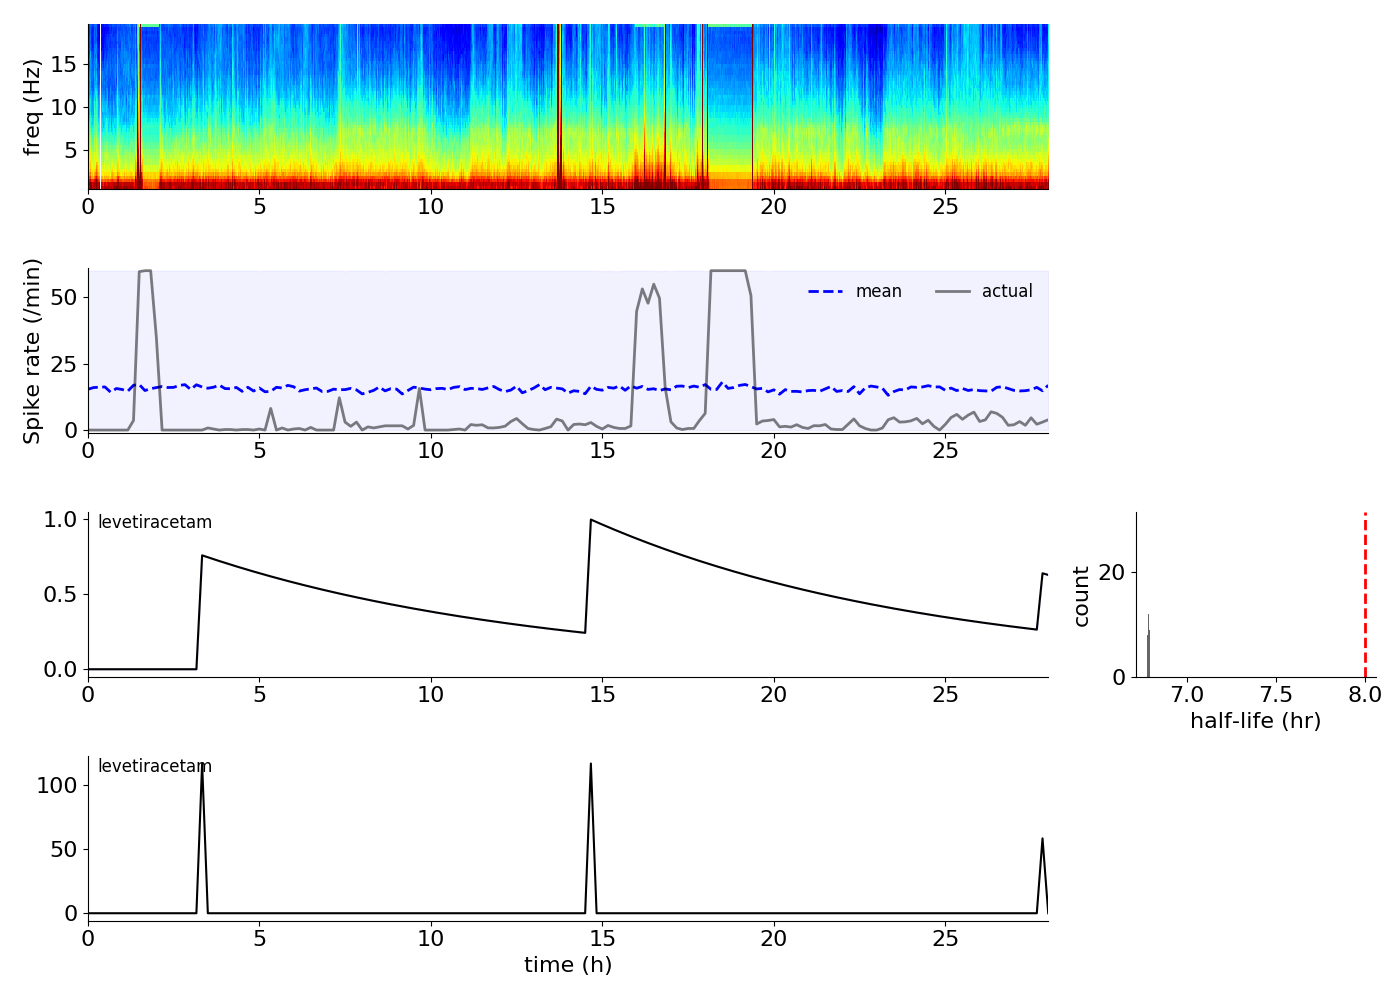 freq (Hz)
15
10
5
0 5 10 15 20 25
Spike rate (/min)
50
25
0
mean actual
0 5 10 15 20 25
levetiracetam
1.0
0.5
0.0
0 5 10 15 20 25
count
20
0
7.0 7.5 8.0
half-life (hr)
levetiracetam
100
50
0
0 5 10 15 20 25
time (h)